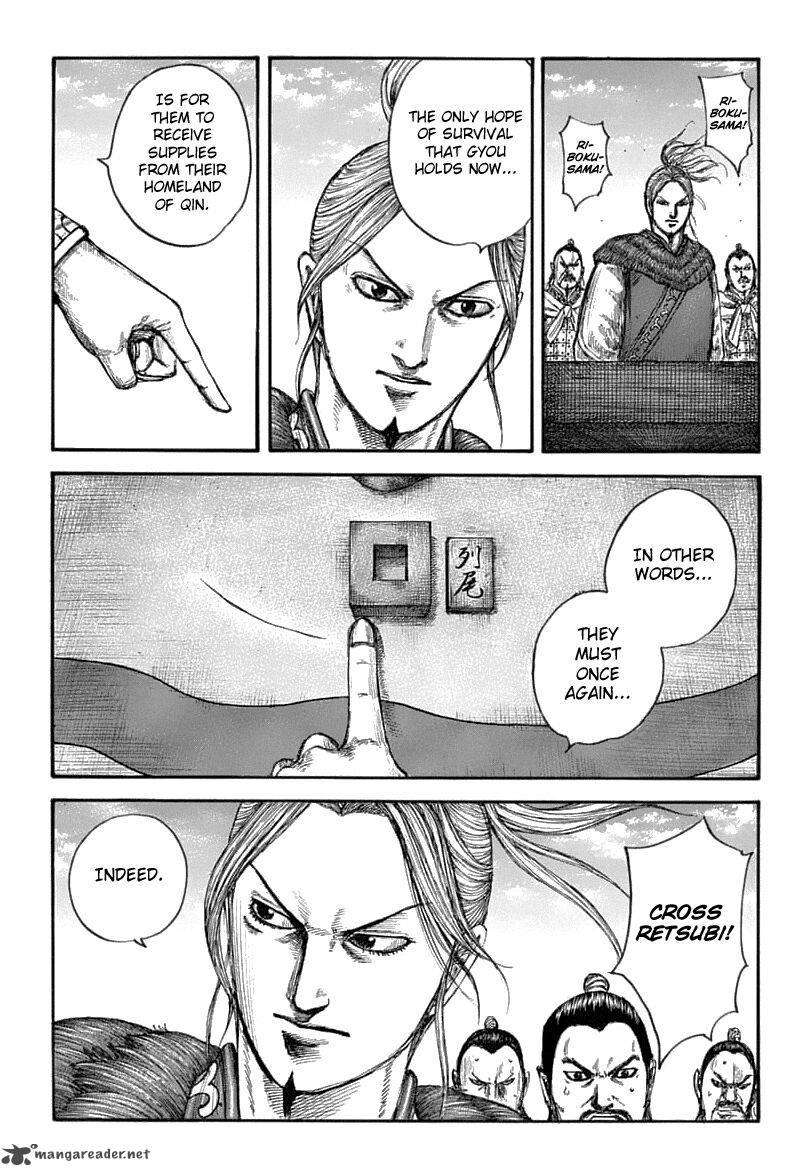 RI-
BOKU-
SAMA!
RI-
BOKU-
SAMA!
THE ONLY HOPE
OF SURVIVAL
THAT GYOU
HOLDS NOW...
IS FOR
THEM TO
RECEIVE
SUPPLIES
FROM THEIR
HOMELAND
OF QIN.
IN OTHER
WORDS...
THEY
MUST
ONCE
AGAIN...
列
尾
CROSS
RETSUBI!
INDEED.
mangareader.net